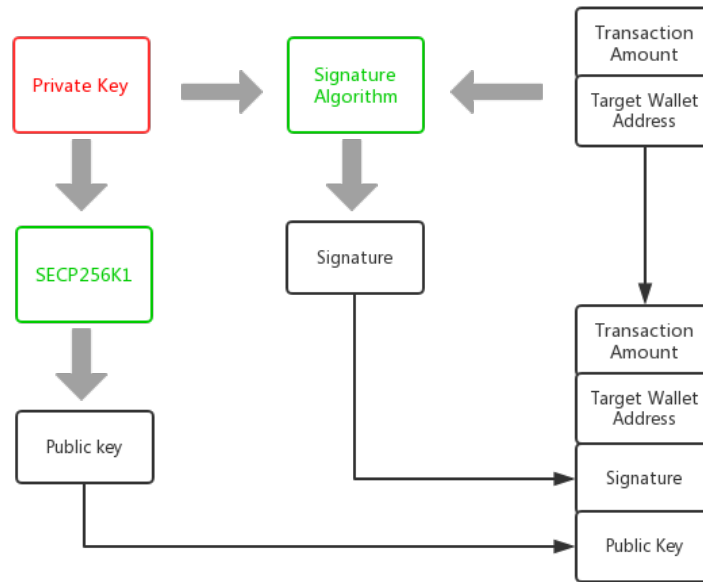 Transaction
Amount
Private Key
Signature
Algorithm
Target Wallet
Address
SECP256K1
Signature
Transaction
Amount
Target Wallet
Address
Public key
Signature
Public Key